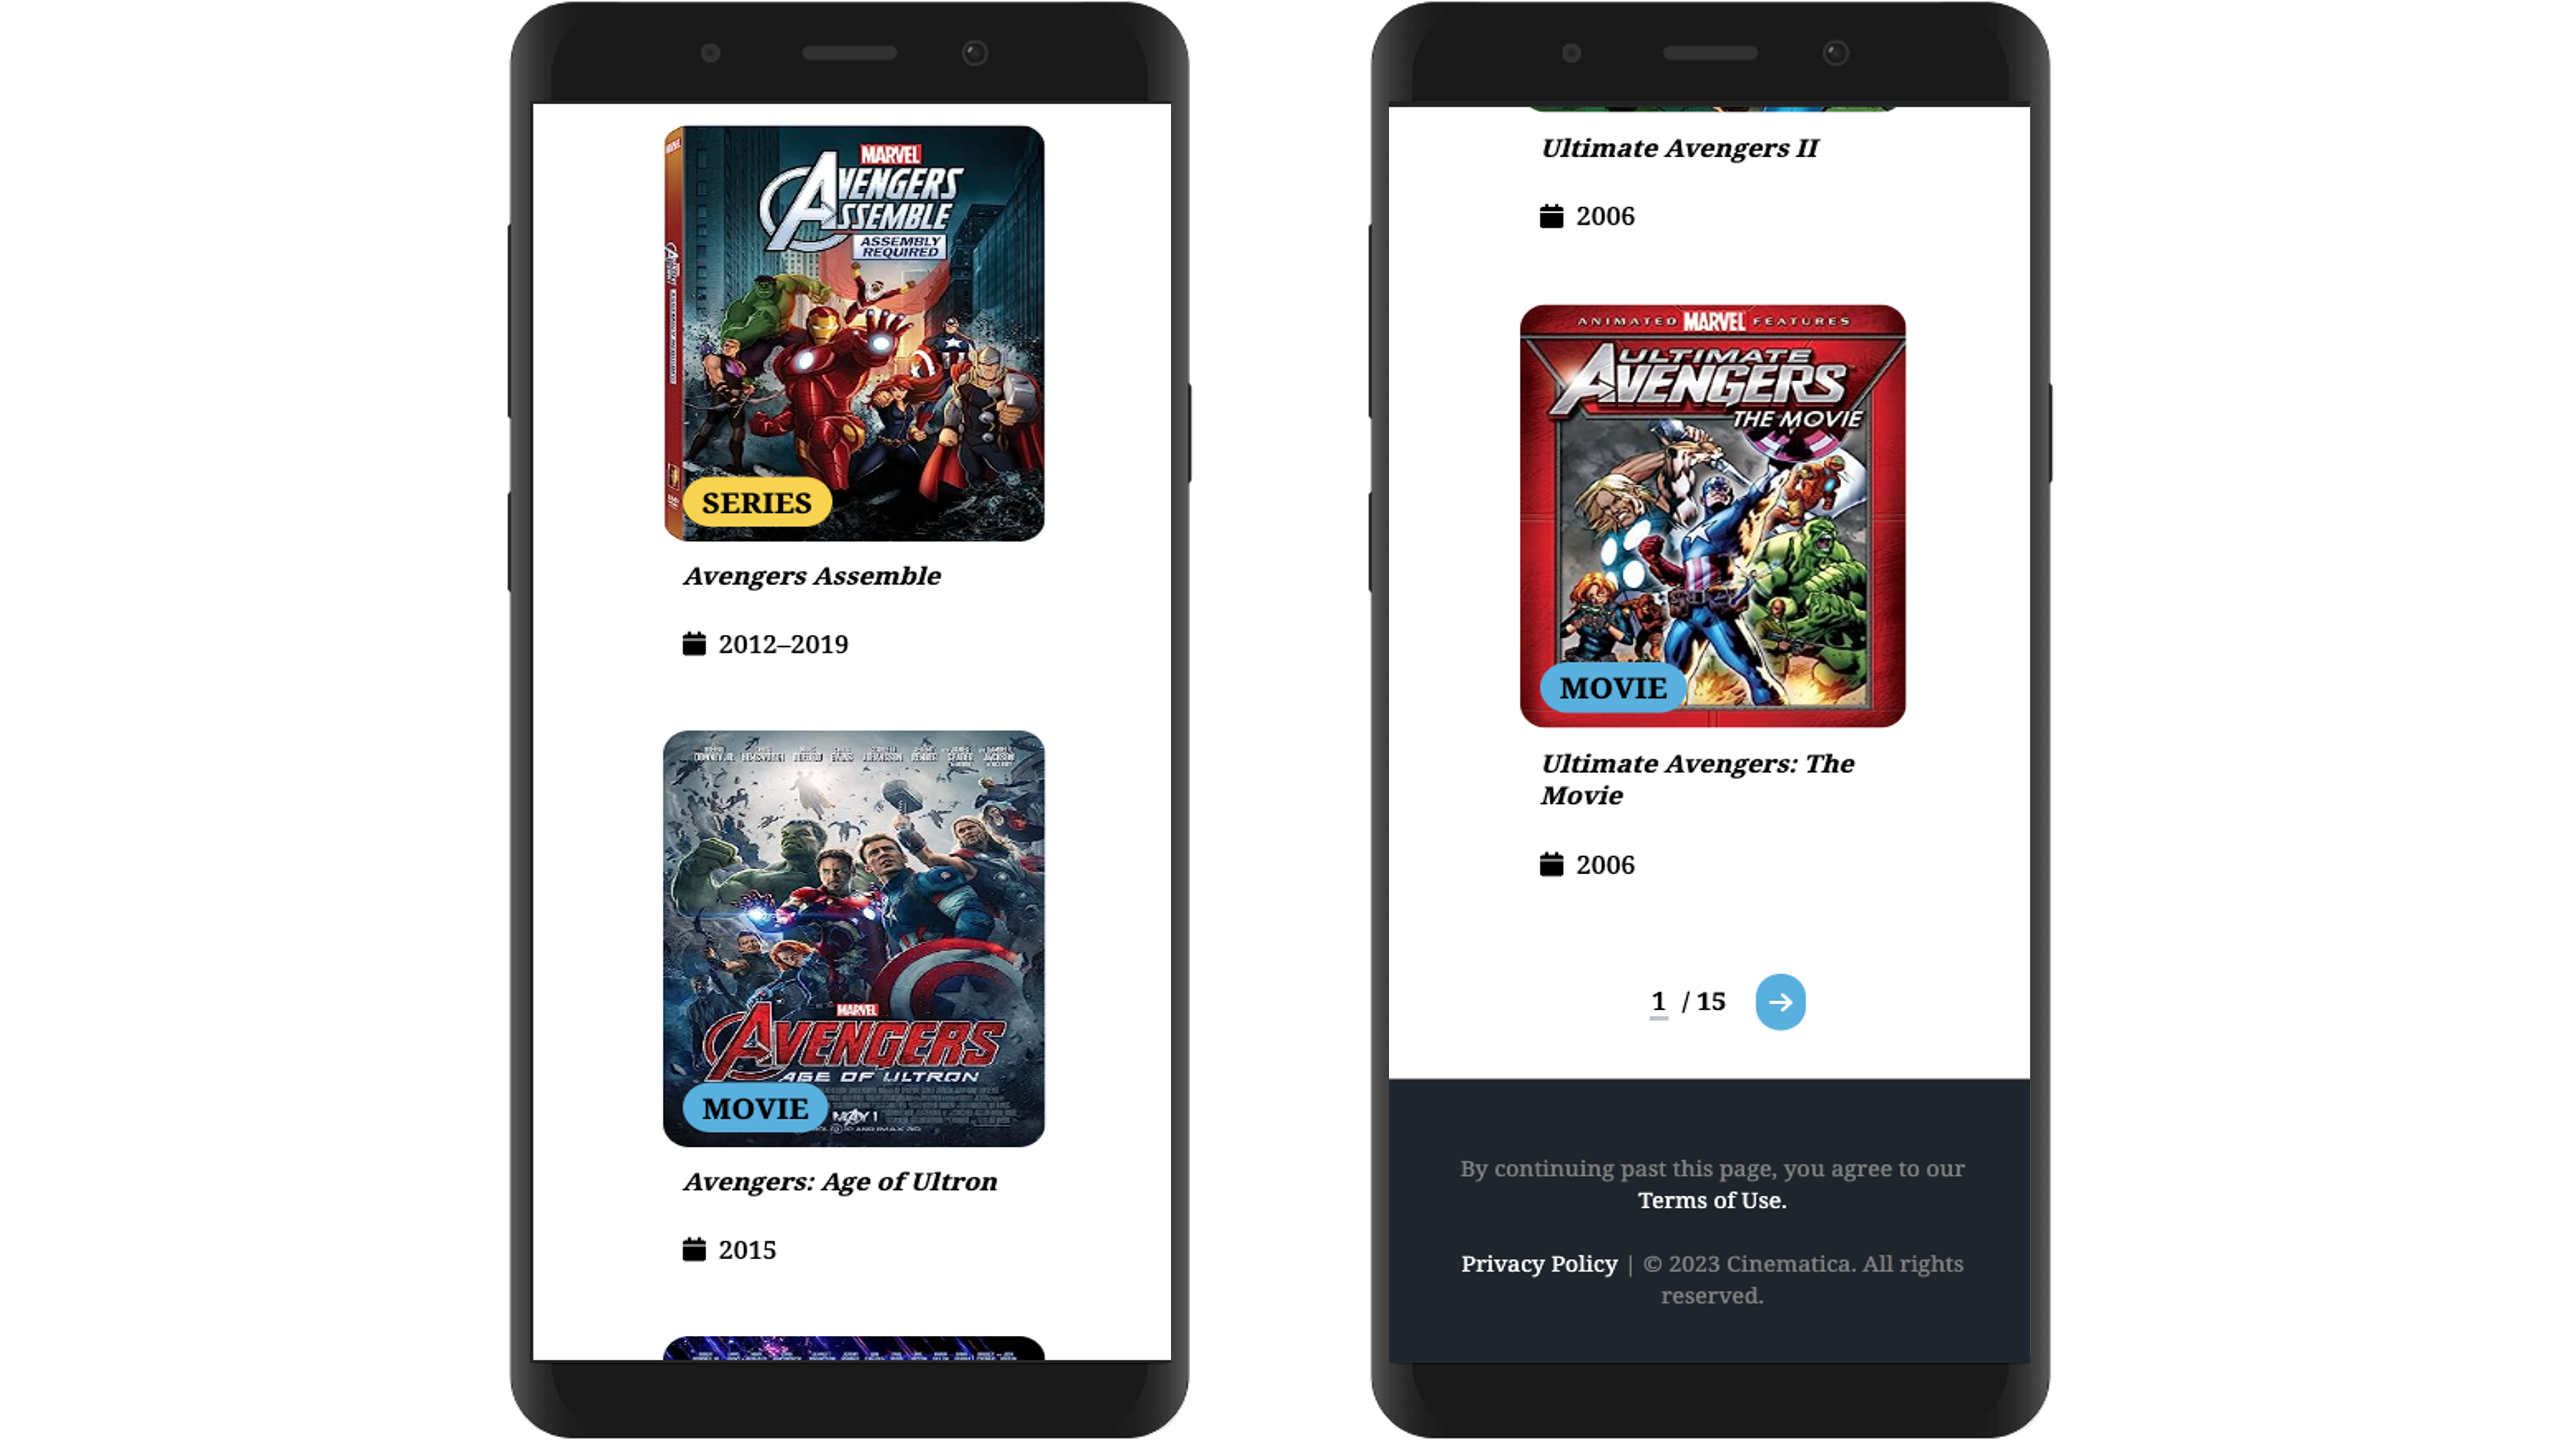 MARVEL
AVENGERS
ASSEMBLE
ASSEMBLY
REQUIRED
SERIES
Avengers Assemble
2012–2019
MARVEL
AVENGERS
AGE OF ULTRON
MOVIE
MAY 1
Avengers: Age of Ultron
2015
Ultimate Avengers II
2006
ANIMATED MARVEL FEATURES
ULTIMATE
AVENGERS
THE MOVIE
MOVIE
Ultimate Avengers: The
Movie
2006
1 / 15
By continuing past this page, you agree to our
Terms of Use.
Privacy Policy | © 2023 Cinematica. All rights
reserved.